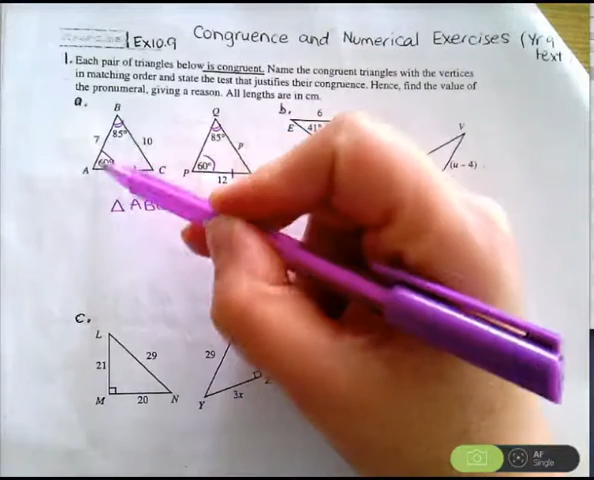 Ex10.9 Congruence and Numerical Exercises (Yr 9
text
1. Each pair of triangles below is congruent. Name the congruent triangles with the vertices
in matching order and state the test that justifies their congruence. Hence, find the value of
the pronumeral, giving a reason. All lengths are in cm.
a.
B
85°
7
10
60°
A
C
Q
85°
P
60°
P
12
b.
6
E
41°
V
(u − 4)
△ AB
c.
L
21
29
M
20
N
29
Y
3x
Z
AF
Single